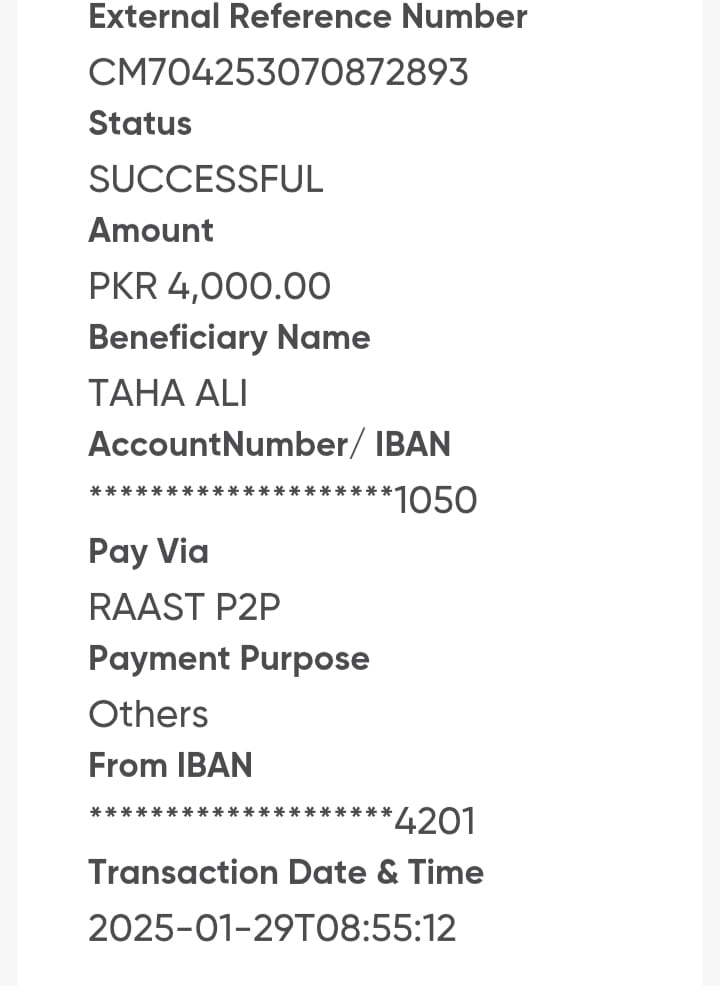 External Reference Number
CM704253070872893
Status
SUCCESSFUL
Amount
PKR 4,000.00
Beneficiary Name
TAHA ALI
AccountNumber/ IBAN
********************1050
Pay Via
RAAST P2P
Payment Purpose
Others
From IBAN
********************4201
Transaction Date & Time
2025-01-29T08:55:12